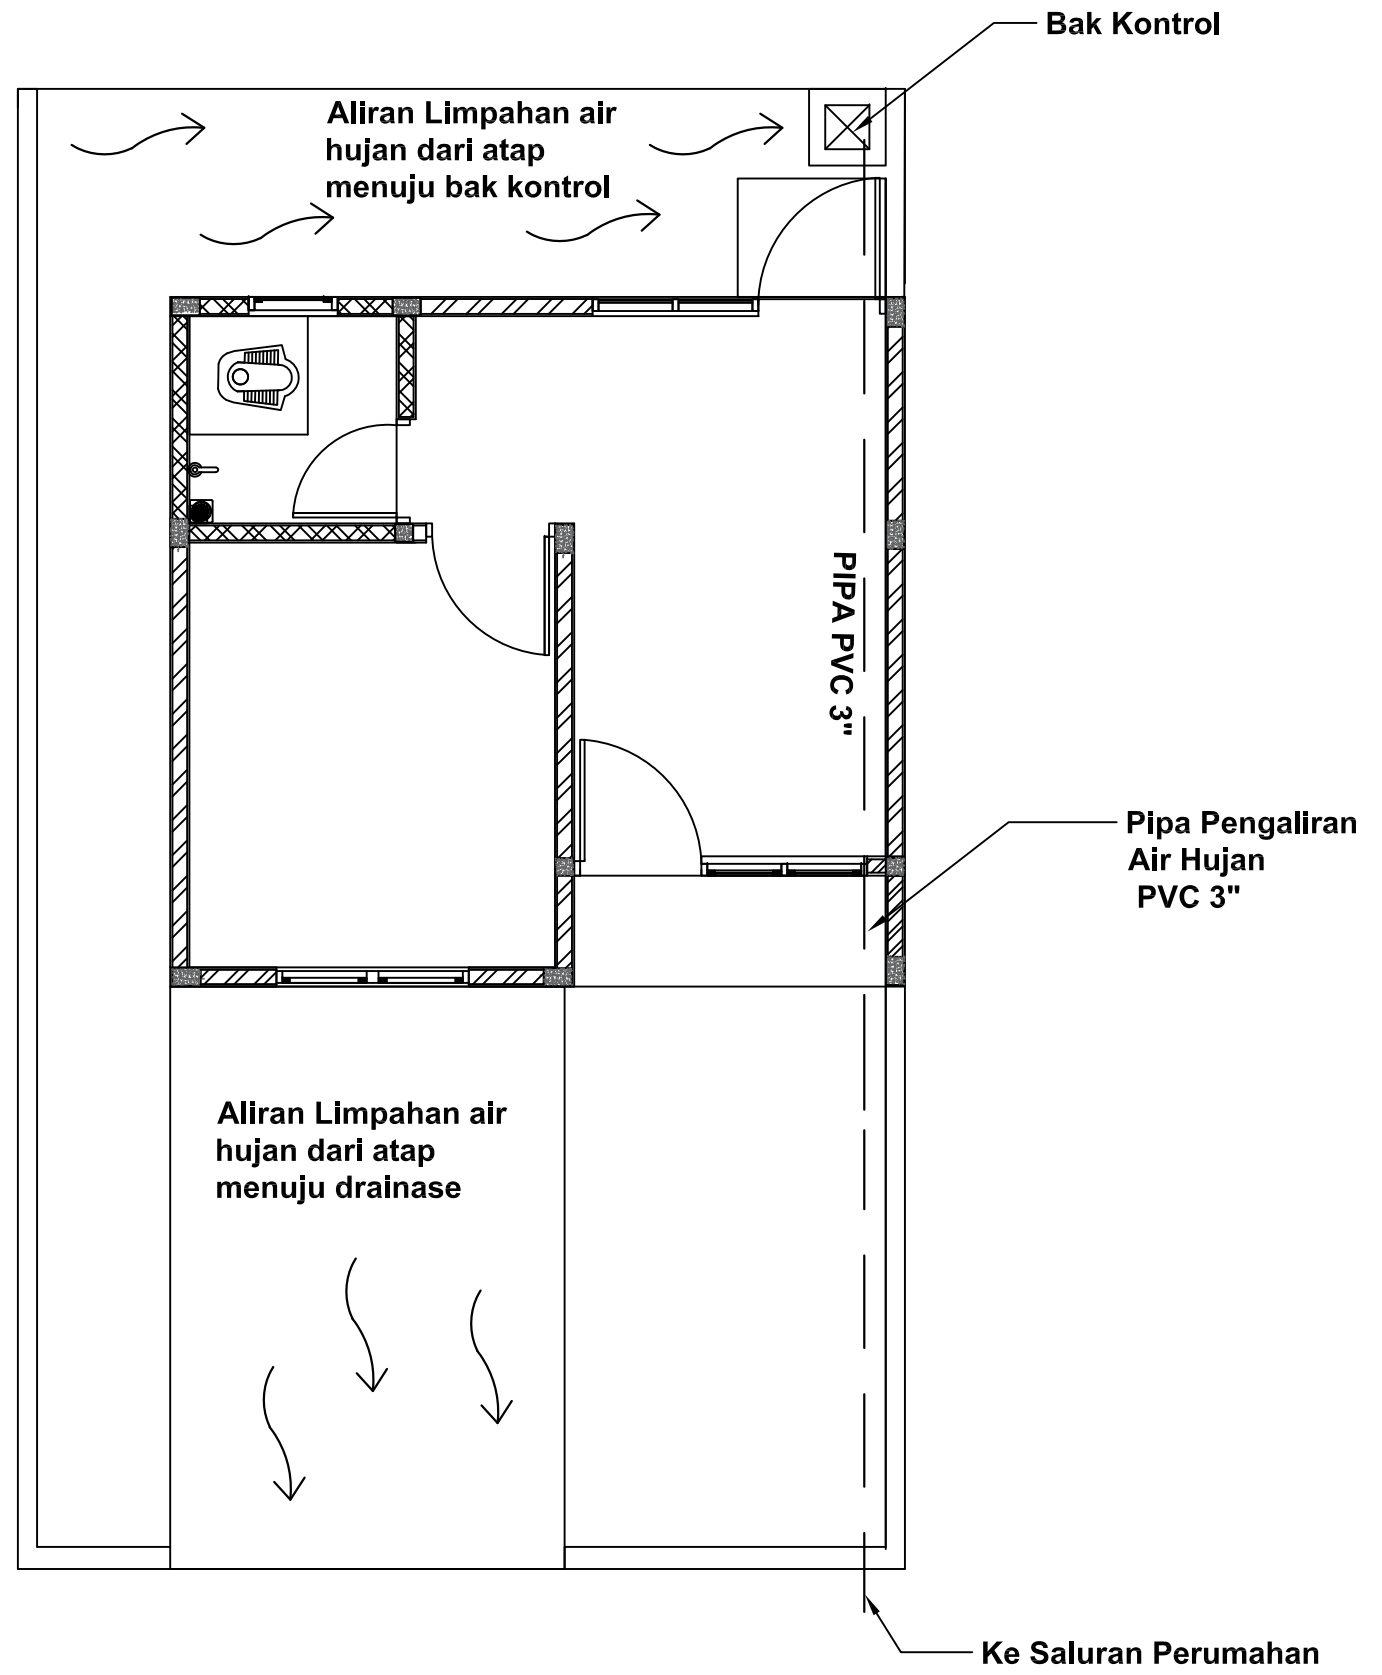 Bak Kontrol
Aliran Limpahan air
hujan dari atap
menuju bak kontrol
PIPA PVC 3"
Pipa Pengaliran
Air Hujan
PVC 3"
Aliran Limpahan air
hujan dari atap
menuju drainase
Ke Saluran Perumahan